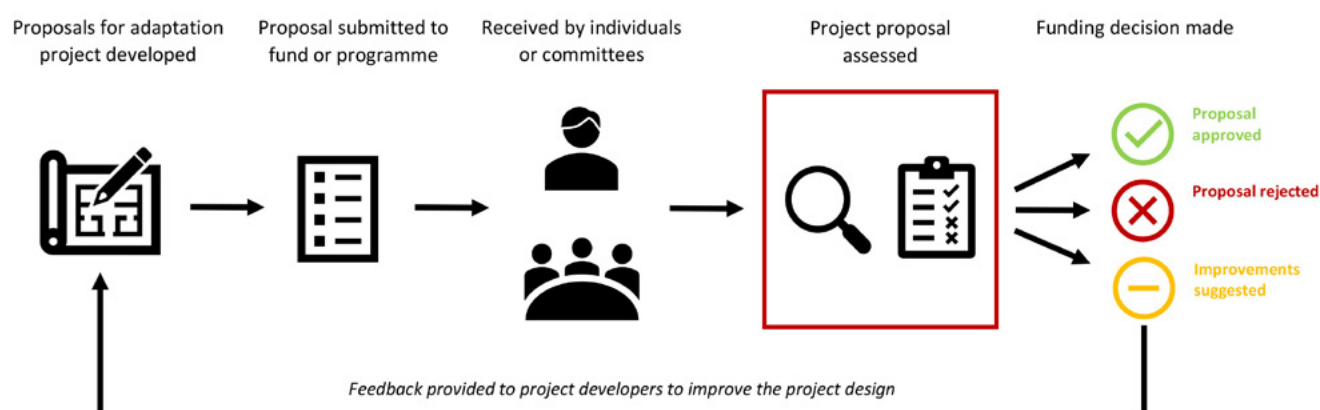 Proposals for adaptation
project developed
Proposal submitted to
fund or programme
Received by individuals
or committees
Project proposal
assessed
Funding decision made
Proposal
approved
Proposal rejected
Improvements
suggested
Feedback provided to project developers to improve the project design